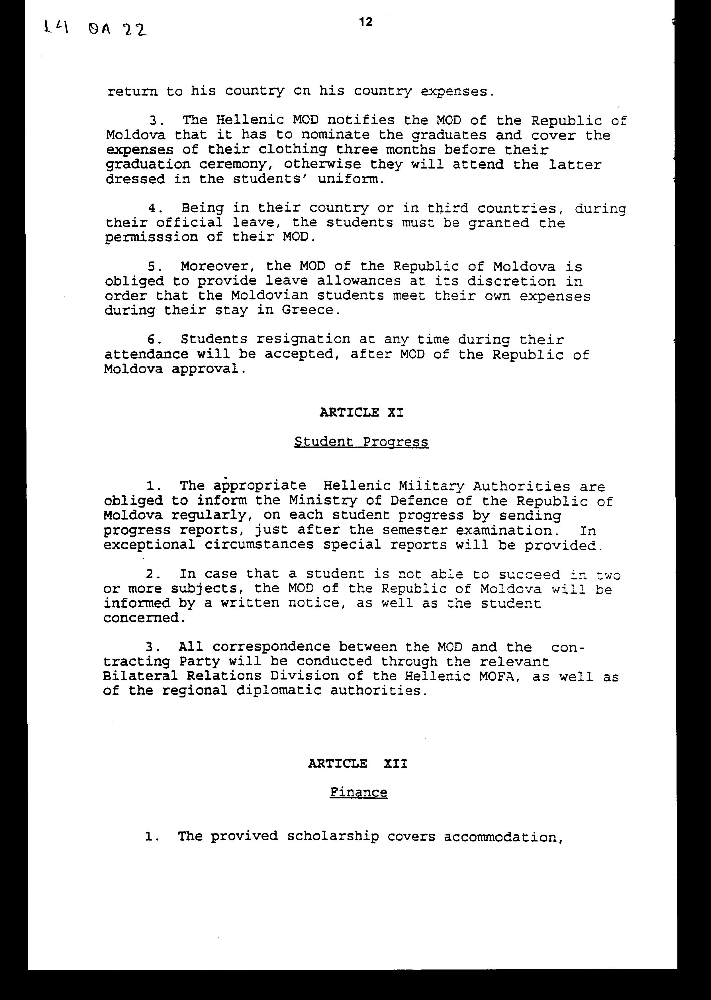 14 ΘA 22
12
return to his country on his country expenses.
3. The Hellenic MOD notifies the MOD of the Republic of
Moldova that it has to nominate the graduates and cover the
expenses of their clothing three months before their
graduation ceremony, otherwise they will attend the latter
dressed in the students' uniform.
4. Being in their country or in third countries, during
their official leave, the students must be granted the
permisssion of their MOD.
5. Moreover, the MOD of the Republic of Moldova is
obliged to provide leave allowances at its discretion in
order that the Moldovian students meet their own expenses
during their stay in Greece.
6. Students resignation at any time during their
attendance will be accepted, after MOD of the Republic of
Moldova approval.
ARTICLE XI
Student Progress
1. The appropriate Hellenic Military Authorities are
obliged to inform the Ministry of Defence of the Republic of
Moldova regularly, on each student progress by sending
progress reports, just after the semester examination. In
exceptional circumstances special reports will be provided.
2. In case that a student is not able to succeed in two
or more subjects, the MOD of the Republic of Moldova will be
informed by a written notice, as well as the student
concerned.
3. All correspondence between the MOD and the con-
tracting Party will be conducted through the relevant
Bilateral Relations Division of the Hellenic MOFA, as well as
of the regional diplomatic authorities.
ARTICLE XII
Finance
1. The provived scholarship covers accommodation,